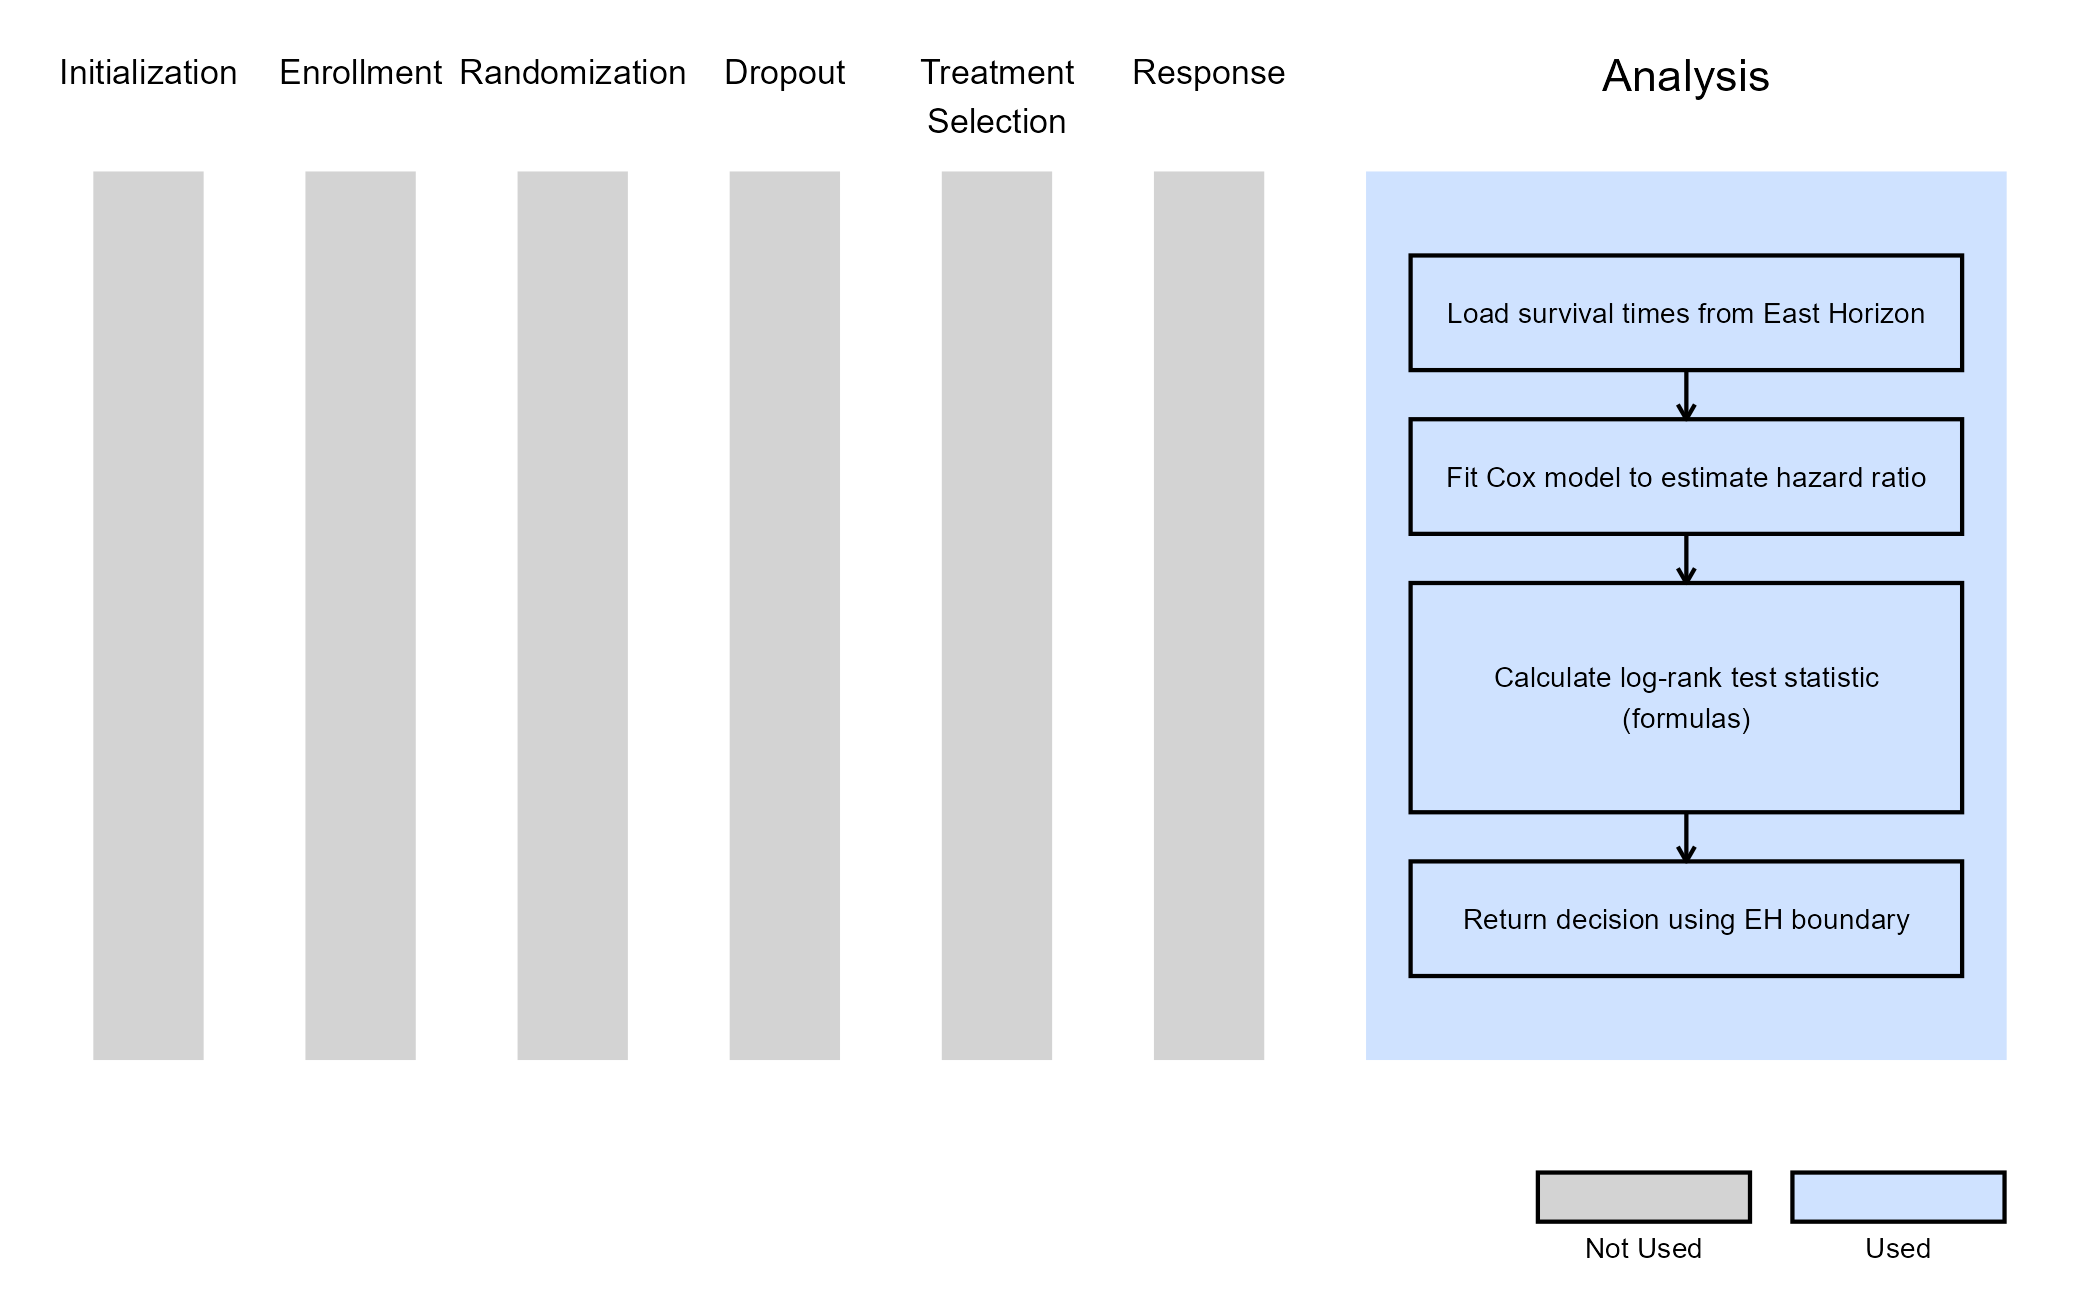 Initialization
Enrollment
Randomization
Dropout
Treatment
Selection
Response
Analysis
Load survival times from East Horizon
Fit Cox model to estimate hazard ratio
Calculate log-rank test statistic
(formulas)
Return decision using EH boundary
Not Used
Used